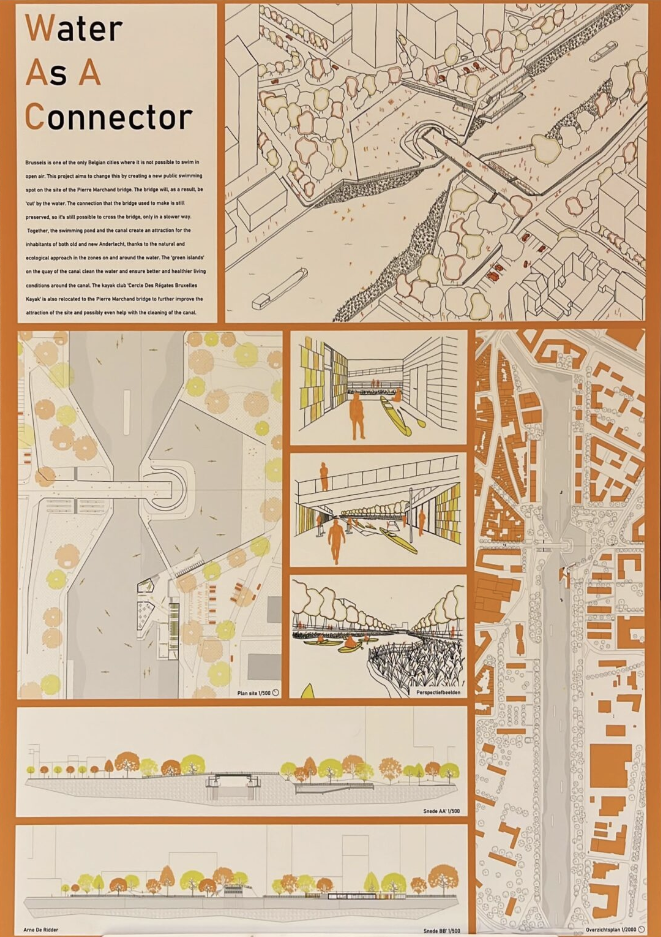 Water
As A
Connector
Brussels is one of the only Belgian cities where it is not possible to swim in
open air. This project aims to change this by creating a new public swimming
spot on the site of the Pierre Marchand bridge. The bridge will, as a result, be
'cut' by the water. The connection that the bridge used to make is still
preserved, so it's still possible to cross the bridge, only in a slower way.
Together, the swimming pond and the canal create an attraction for the
inhabitants of both old and new Anderlecht, thanks to the natural and
ecological approach in the zones on and around the water. The 'green islands'
on the quay of the canal clean the water and ensure better and healthier living
conditions around the canal. The kayak club 'Cercle Des Régates Bruxelles
Kayak' is also relocated to the Pierre Marchand bridge to further improve the
attraction of the site and possibly even help with the cleaning of the canal.
Plan site 1/500
Perspectiefbeelden
Snede AA' 1/500
Arno De Ridder
Snede BB' 1/500
Overzichtsplan 1/2000